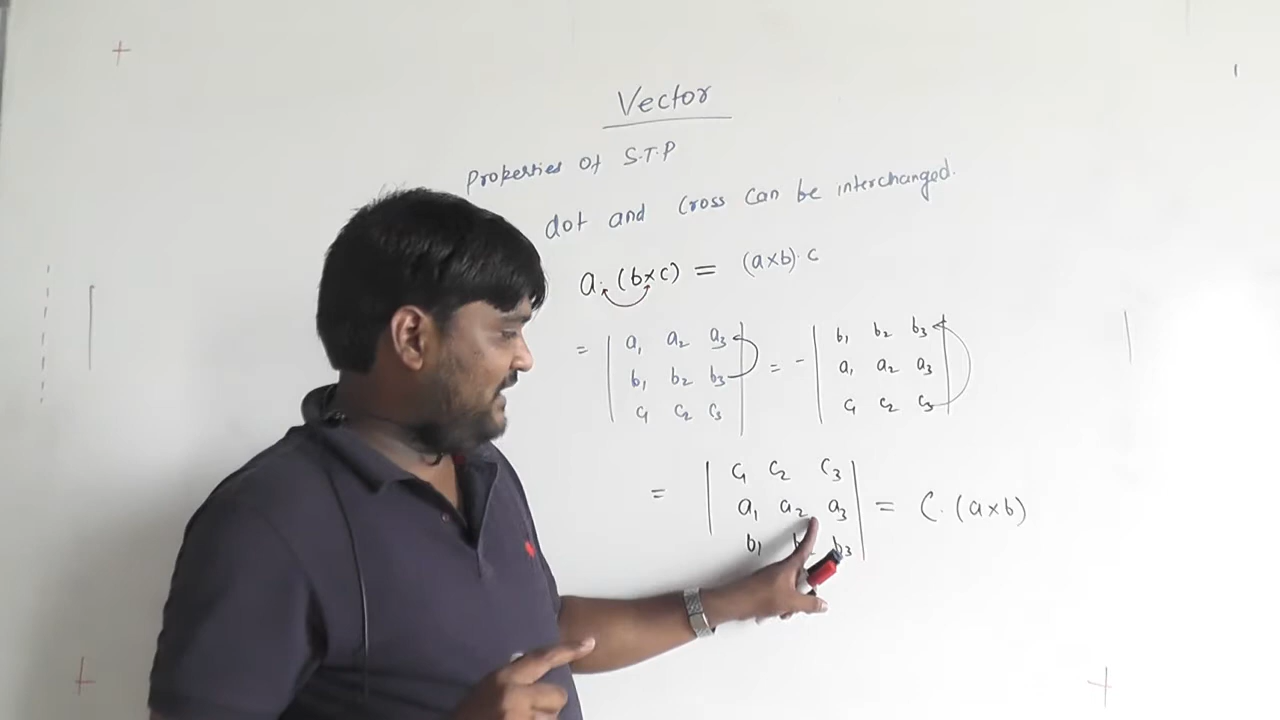 Vector
Properties of S.T.P
dot and cross can be interchanged.
a. (b×c) = (a×b). c
= | a₁ a₂ a₃ | = - | b₁ b₂ b₃ |
| b₁ b₂ b₃ | | a₁ a₂ a₃ |
| c₁ c₂ c₃ | | c₁ c₂ c₃ |
= | c₁ c₂ c₃ |
| a₁ a₂ a₃ | = C. (a×b)
| b₁ b₃ |